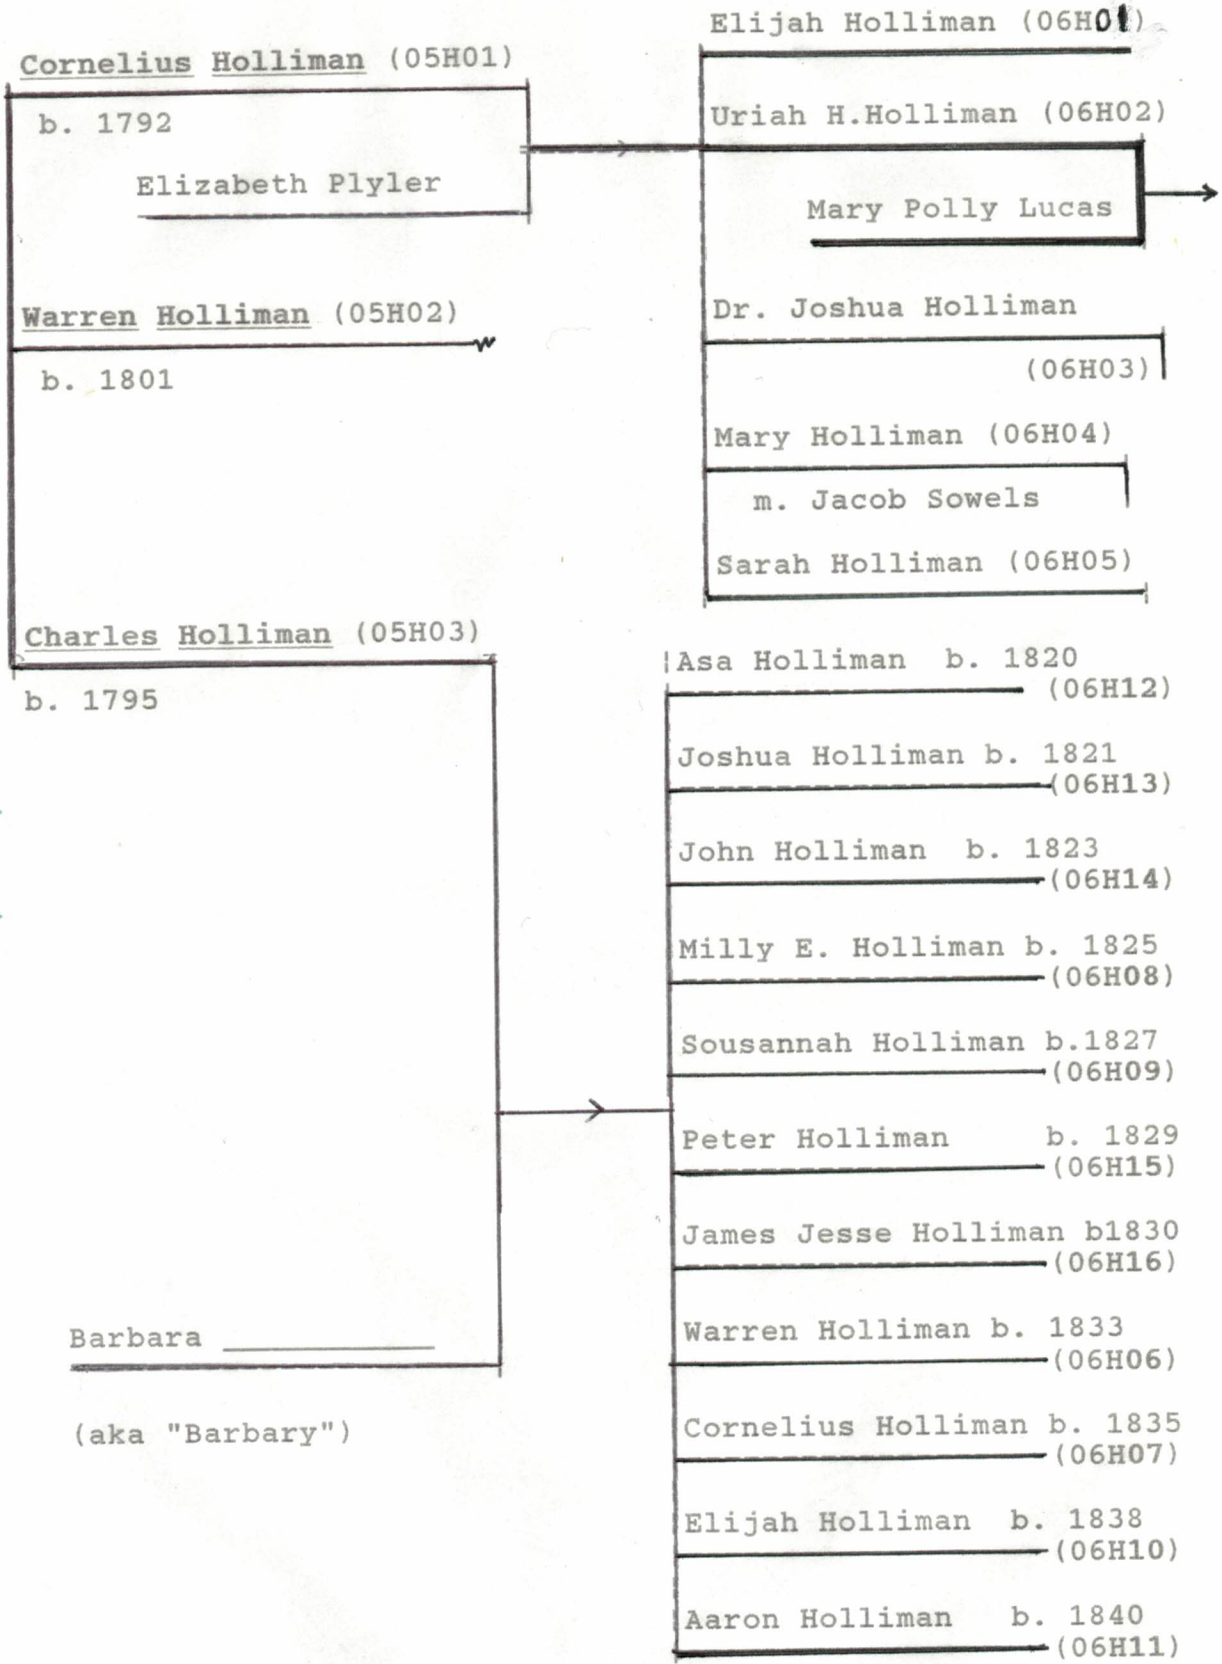 Cornelius Holliman (05H01)
b. 1792
Elizabeth Plyler
Warren Holliman (05H02)
b. 1801
Charles Holliman (05H03)
b. 1795
Barbara ____________
(aka "Barbary")
Elijah Holliman (06H01)
Uriah H.Holliman (06H02)
Mary Polly Lucas
Dr. Joshua Holliman
(06H03)
Mary Holliman (06H04)
m. Jacob Sowels
Sarah Holliman (06H05)
Asa Holliman b. 1820
(06H12)
Joshua Holliman b. 1821
(06H13)
John Holliman b. 1823
(06H14)
Milly E. Holliman b. 1825
(06H08)
Sousannah Holliman b.1827
(06H09)
Peter Holliman b. 1829
(06H15)
James Jesse Holliman b1830
(06H16)
Warren Holliman b. 1833
(06H06)
Cornelius Holliman b. 1835
(06H07)
Elijah Holliman b. 1838
(06H10)
Aaron Holliman b. 1840
(06H11)